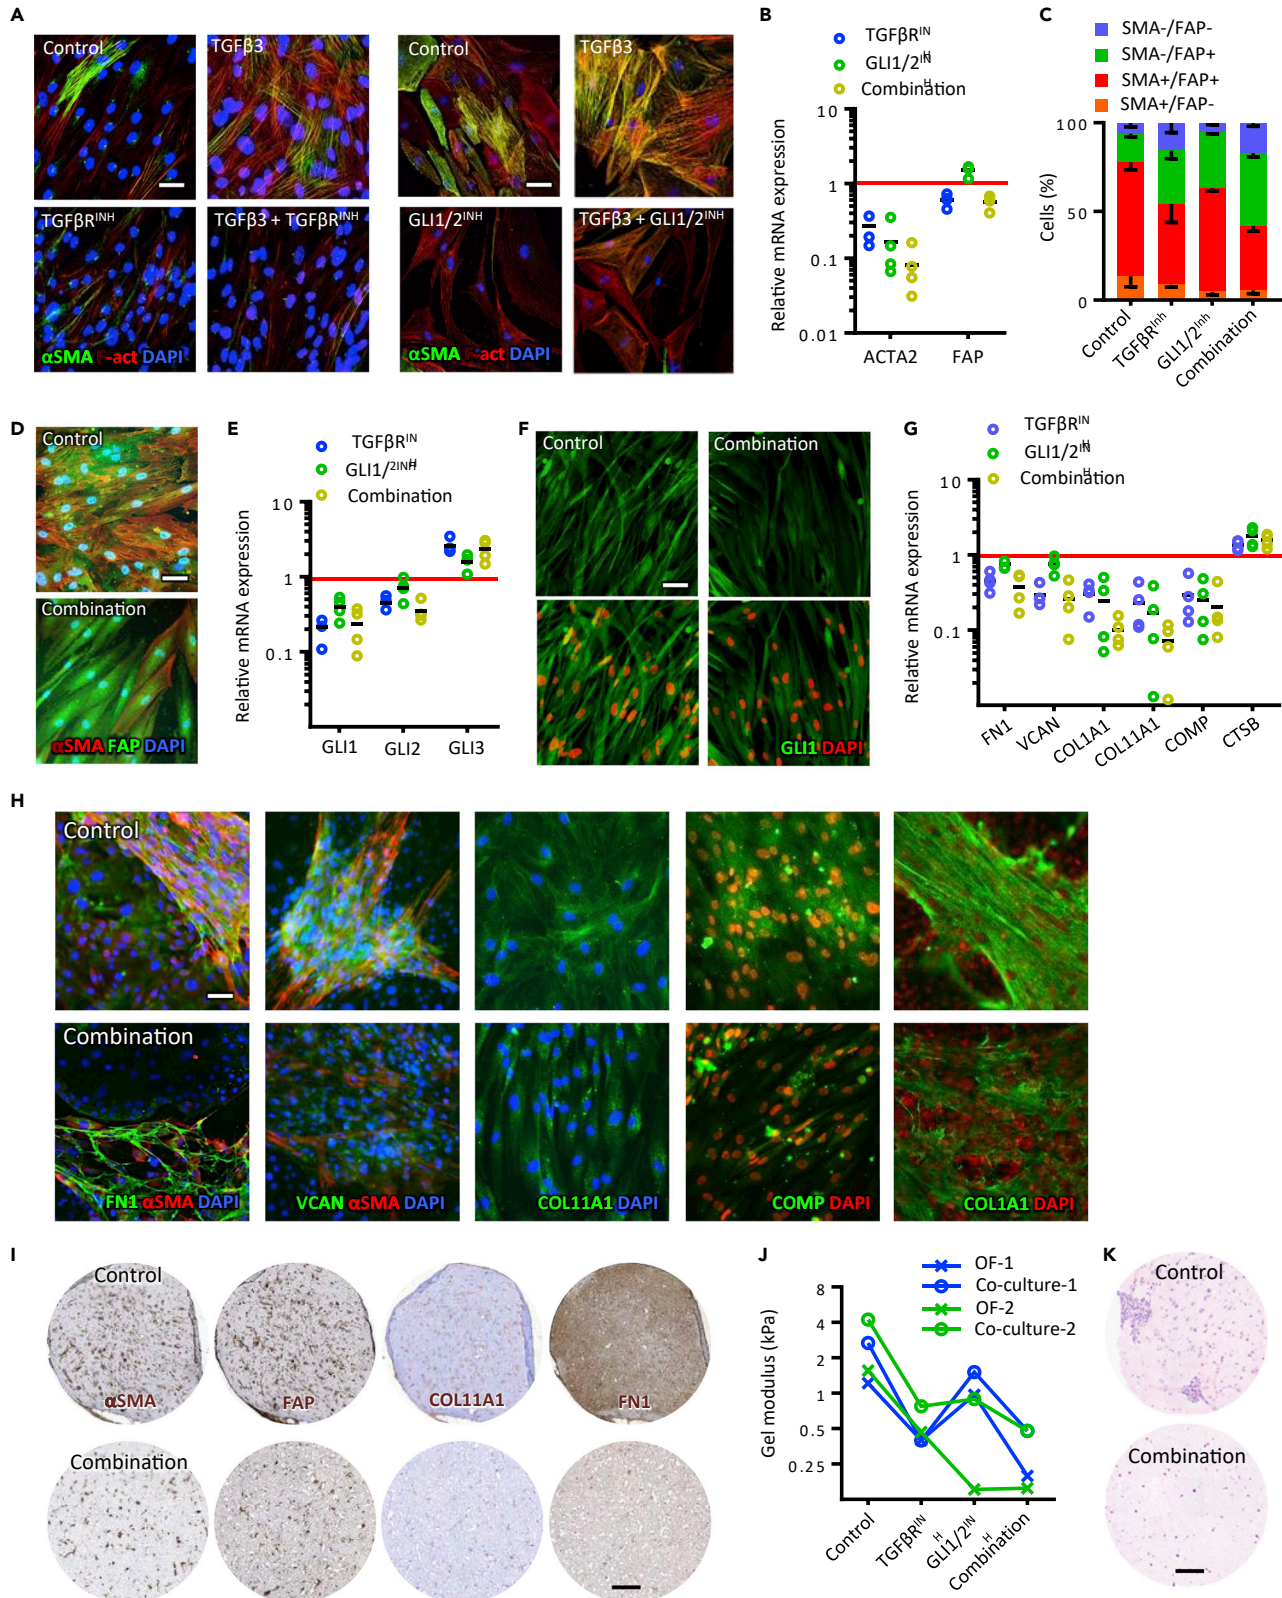 A
Control
TGFβ3
Control
TGFβ3
TGFβR^INH
TGFβ3 + TGFβR^INH
GLI1/2^INH
TGFβ3 + GLI1/2^INH
αSMA F-act DAPI
αSMA F-act DAPI
B
TGFβR^IN
GLI1/2^IN
H
Combination
H
Relative mRNA expression
10
1
0.1
0.01
ACTA2
FAP
C
SMA-/FAP-
SMA-/FAP+
SMA+/FAP+
SMA+/FAP-
Cells (%)
100
50
0
Control
TGFβR^Inh
GLI1/2^Inh
Combination
D
Control
Combination
αSMA FAP DAPI
E
TGFβR^IN
H
GLI1/^2INH
Combination
Relative mRNA expression
10
1
0.1
GLI1
GLI2
GLI3
F
Control
Combination
GLI1 DAPI
G
TGFβR^IN
GLI1/2^IN
H
Combination
H
Relative mRNA expression
10
1
0.1
FN1
VCAN
COL1A1
COL11A1
COMP
CTSB
H
Control
Combination
FN1 αSMA DAPI
VCAN αSMA DAPI
COL11A1 DAPI
COMP DAPI
COL1A1 DAPI
I
Control
αSMA
FAP
COL11A1
FN1
Combination
J
OF-1
Co-culture-1
OF-2
Co-culture-2
Gel modulus (kPa)
8
4
2
1
0.5
0.25
Control
TGFβR^IN
H
GLI1/2^IN
H
Combination
K
Control
Combination